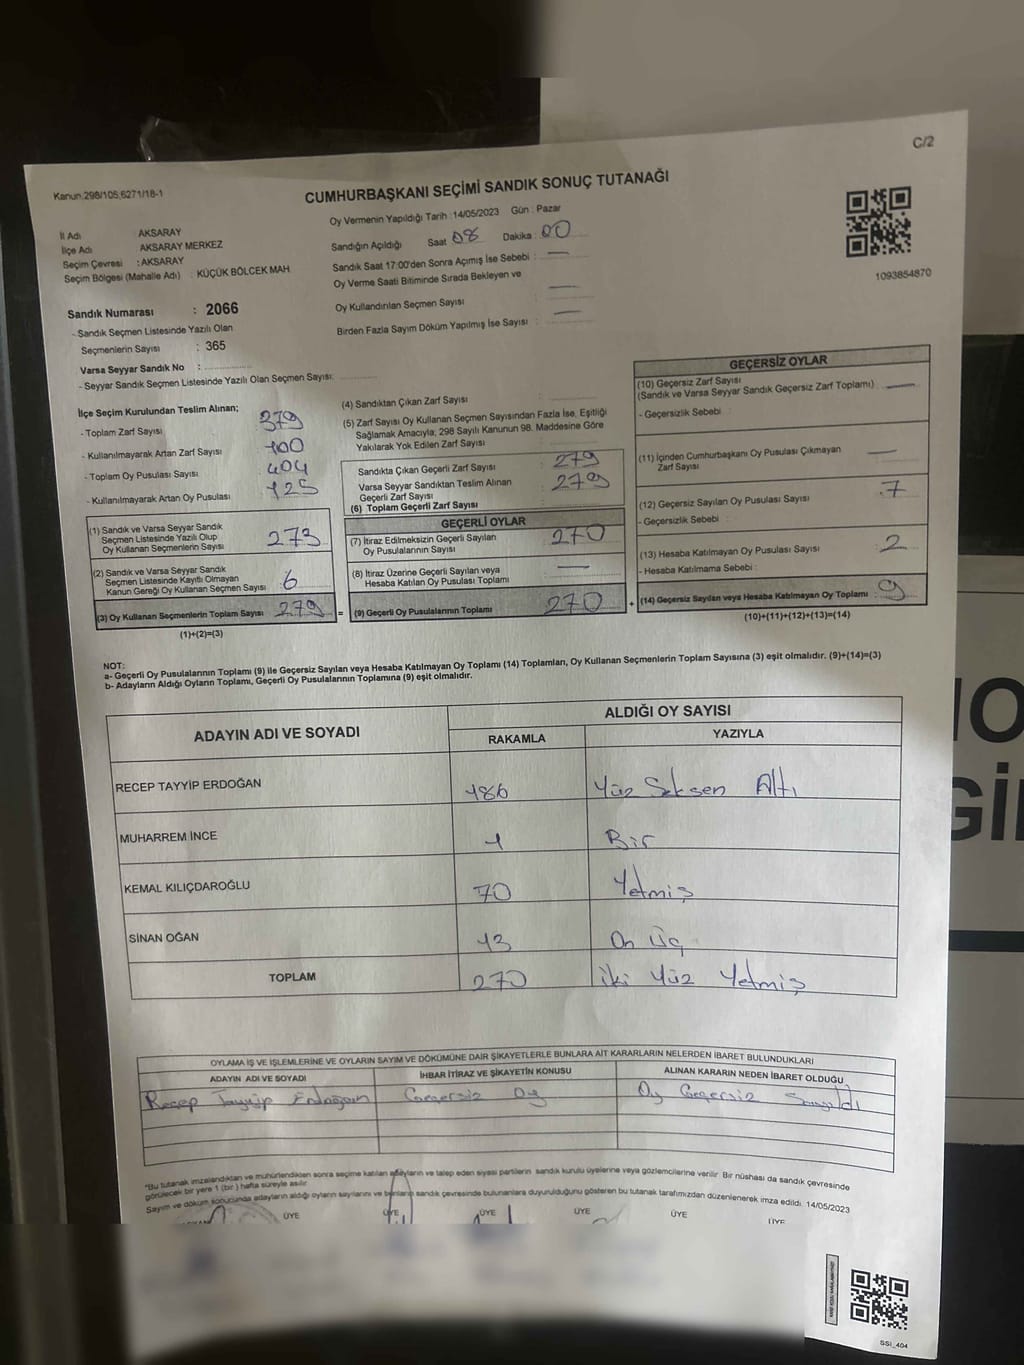 C/2
Kanun.298/105;6271/18-1
CUMHURBAŞKANI SEÇİMİ SANDIK SONUÇ TUTANAĞI
Oy Vermenin Yapıldığı Tarih : 14/05/2023 Gün : Pazar
İl Adı : AKSARAY
İlçe Adı : AKSARAY MERKEZ
Seçim Çevresi : AKSARAY
Seçim Bölgesi (Mahalle Adı) : KÜÇÜK BÖLCEK MAH.
Sandığın Açıldığı Saat : 08 Dakika : 00
Sandık Saat 17:00'den Sonra Açımış İse Sebebi : —
Oy Verme Saati Bitiminde Sırada Bekleyen ve
Oy Kullandırılan Seçmen Sayısı : —
Birden Fazla Sayım Döküm Yapılmış İse Sayısı : —
1093854870
Sandık Numarası : 2066
- Sandık Seçmen Listesinde Yazılı Olan
Seçmenlerin Sayısı : 365
Varsa Seyyar Sandık No :
- Seyyar Sandık Seçmen Listesinde Yazılı Olan Seçmen Sayısı:
İlçe Seçim Kurulundan Teslim Alınan;
- Toplam Zarf Sayısı 379
- Kullanılmayarak Artan Zarf Sayısı 100
- Toplam Oy Pusulası Sayısı 404
- Kullanılmayarak Artan Oy Pusulası 125
(1) Sandık ve Varsa Seyyar Sandık
Seçmen Listesinde Yazılı Olup
Oy Kullanan Seçmenlerin Sayısı 273
(2) Sandık ve Varsa Seyyar Sandık
Seçmen Listesinde Kayıtlı Olmayan
Kanun Gereği Oy Kullanan Seçmen Sayısı 6
(3) Oy Kullanan Seçmenlerin Toplam Sayısı 279 =
(1)+(2)=(3)
(4) Sandıktan Çıkan Zarf Sayısı :
(5) Zarf Sayısı Oy Kullanan Seçmen Sayısından Fazla İse, Eşitliği
Sağlamak Amacıyla, 298 Sayılı Kanunun 98. Maddesine Göre
Yakılarak Yok Edilen Zarf Sayısı
Sandıkta Çıkan Geçerli Zarf Sayısı : 279
Varsa Seyyar Sandıktan Teslim Alınan : 279
Geçerli Zarf Sayısı
(6) Toplam Geçerli Zarf Sayısı
GEÇERLİ OYLAR
(7) İtiraz Edilmeksizin Geçerli Sayılan : 270
Oy Pusulalarının Sayısı
(8) İtiraz Üzerine Geçerli Sayılan veya —
Hesaba Katılan Oy Pusulası Toplamı
(9) Geçerli Oy Pusulalarının Toplamı 270 +
GEÇERSİZ OYLAR
(10) Geçersiz Zarf Sayısı
(Sandık ve Varsa Seyyar Sandık Geçersiz Zarf Toplamı) : —
- Geçersizlik Sebebi :
(11) İçinden Cumhurbaşkanı Oy Pusulası Çıkmayan —
Zarf Sayısı
(12) Geçersiz Sayılan Oy Pusulası Sayısı 7
- Geçersizlik Sebebi :
(13) Hesaba Katılmayan Oy Pusulası Sayısı 2
- Hesaba Katılmama Sebebi :
(14) Geçersiz Sayılan veya Hesaba Katılmayan Oy Toplamı : 9
(10)+(11)+(12)+(13)=(14)
NOT:
a- Geçerli Oy Pusulalarının Toplamı (9) ile Geçersiz Sayılan veya Hesaba Katılmayan Oy Toplamı (14) Toplamları, Oy Kullanan Seçmenlerin Toplam Sayısına (3) eşit olmalıdır. (9)+(14)=(3)
b- Adayların Aldığı Oyların Toplamı, Geçerli Oy Pusulalarının Toplamına (9) eşit olmalıdır.
ADAYIN ADI VE SOYADI ALDIĞI OY SAYISI
RAKAMLA YAZIYLA
RECEP TAYYİP ERDOĞAN 186 Yüz Seksen Altı
MUHARREM İNCE 1 Bir
KEMAL KILIÇDAROĞLU 70 Yetmiş
SİNAN OĞAN 13 On Üç
TOPLAM 270 İki Yüz Yetmiş
OYLAMA İŞ VE İŞLEMLERİNE VE OYLARIN SAYIM VE DÖKÜMÜNE DAİR ŞİKAYETLERLE BUNLARA AİT KARARLARIN NELERDEN İBARET BULUNDUKLARI
ADAYIN ADI VE SOYADI İHBAR İTİRAZ VE ŞİKAYETİN KONUSU ALINAN KARARIN NEDEN İBARET OLDUĞU
Recep Tayyip Erdoğan Geçersiz Oy Oy Geçersiz Sayıldı
*Bu tutanak imzalandıktan ve mühürlendikten sonra seçime katılan adayların ve talep eden siyasi partilerin sandık kurulu üyelerine veya gözlemcilerine verilir. Bir nüshası da sandık çevresinde
görülecek bir yere 1 (bir) hafta süreyle asılır.
Sayım ve döküm sonucunda adayların aldığı oyların sayılarını ve bunların sandık çevresinde bulunanlara duyurulduğunu gösteren bu tutanak tarafımızdan düzenlenerek imza edildi. 14/05/2023
ÜYE ÜYE ÜYE ÜYE ÜYE ÜYE
SSİ_404